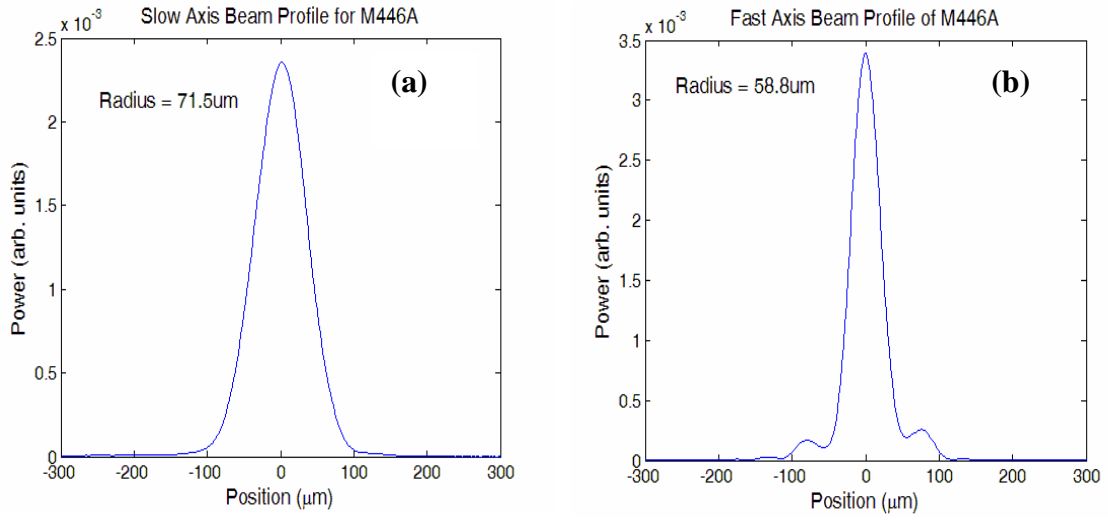 Slow Axis Beam Profile for M446A
x 10-3
2.5
2
1.5
1
0.5
0
-300
-200
-100
0
100
200
300
Power (arb. units)
Position (μm)
Radius = 71.5um
(a)
Fast Axis Beam Profile of M446A
x 10-3
3.5
3
2.5
2
1.5
1
0.5
0
-300
-200
-100
0
100
200
300
Power (arb. units)
Position (μm)
Radius = 58.8um
(b)